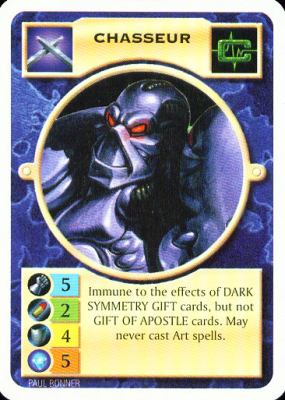 CHASSEUR
5
Immune to the effects of DARK
2
SYMMETRY GIFT cards, but not
GIFT OF APOSTLE cards. May
4
never cast Art spells.
5
PAUL BONNER